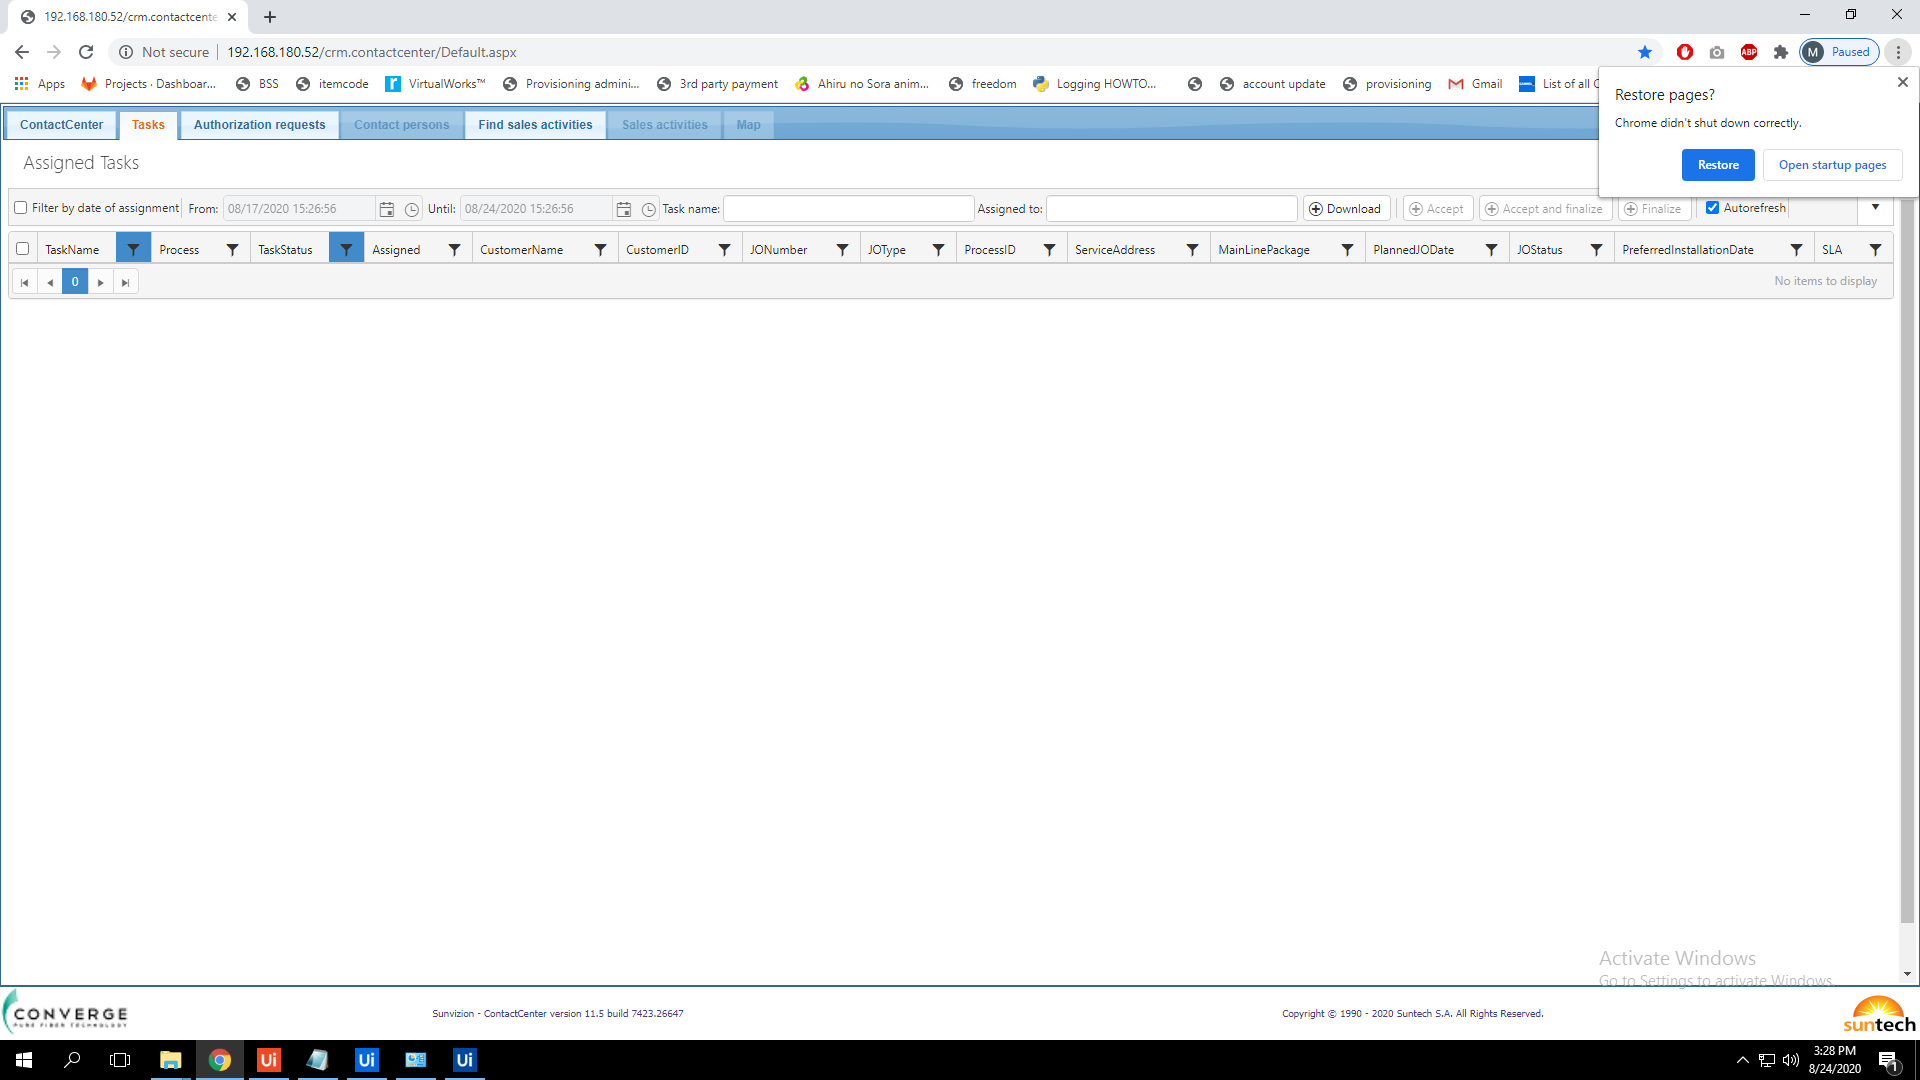 192.168.180.52/crm.contactcente
Not secure 192.168.180.52/crm.contactcenter/Default.aspx
M Paused
Apps Projects · Dashboar... BSS itemcode VirtualWorks™ Provisioning admini... 3rd party payment Ahiru no Sora anim... freedom Logging HOWTO... account update provisioning Gmail List of all C
Restore pages?
Chrome didn't shut down correctly.
Restore Open startup pages
ContactCenter Tasks Authorization requests Contact persons Find sales activities Sales activities Map
Assigned Tasks
Filter by date of assignment From: 08/17/2020 15:26:56 Until: 08/24/2020 15:26:56 Task name: Assigned to: Download Accept Accept and finalize Finalize Autorefresh
TaskName Process TaskStatus Assigned CustomerName CustomerID JONumber JOType ProcessID ServiceAddress MainLinePackage PlannedJODate JOStatus PreferredInstallationDate SLA
0 No items to display
Activate Windows
Go to Settings to activate Windows.
CONVERGE
PURE FIBER TECHNOLOGY
Sunvizion - ContactCenter version 11.5 build 7423.26647
Copyright © 1990 - 2020 Suntech S.A. All Rights Reserved.
suntech
Ui Ui Ui
3:28 PM
8/24/2020
1